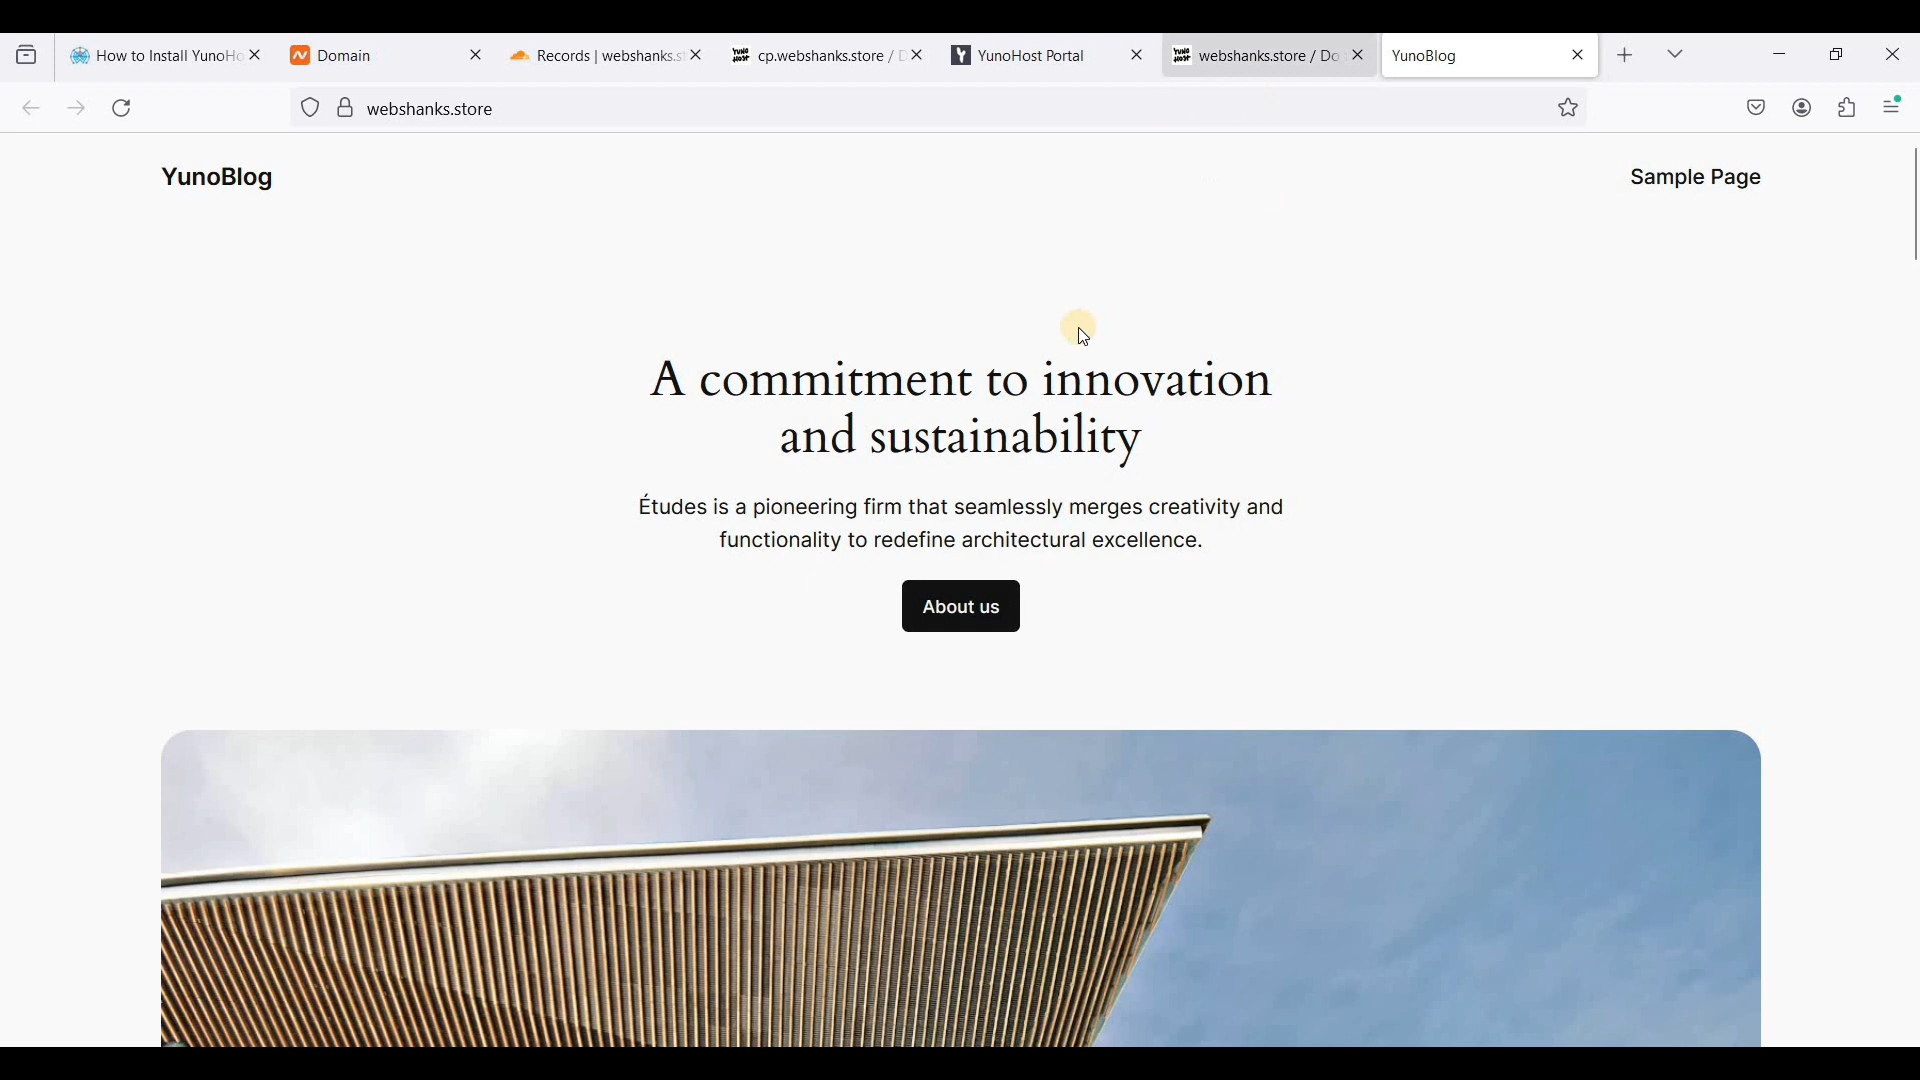 How to Install YunoHo
Domain
Records | webshanks.s
cp.webshanks.store / D
YunoHost Portal
webshanks.store / Do
YunoBlog
webshanks.store
YunoBlog
Sample Page
A commitment to innovation
and sustainability
Études is a pioneering firm that seamlessly merges creativity and
functionality to redefine architectural excellence.
About us